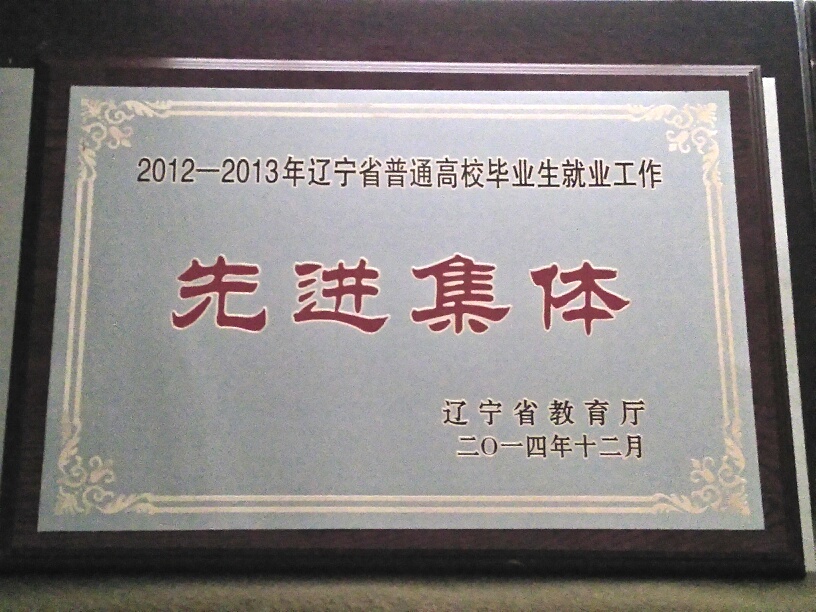 2012—2013年辽宁省普通高校毕业生就业工作
先进集体
辽宁省教育厅
二〇一四年十二月